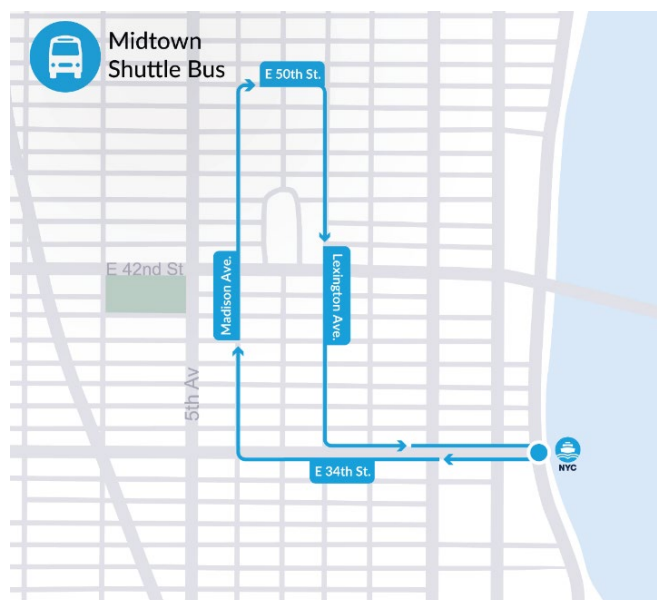 Midtown
Shuttle Bus
E 50th St.
E 42nd St
Madison Ave.
Lexington Ave.
5th Av
E 34th St.
NYC